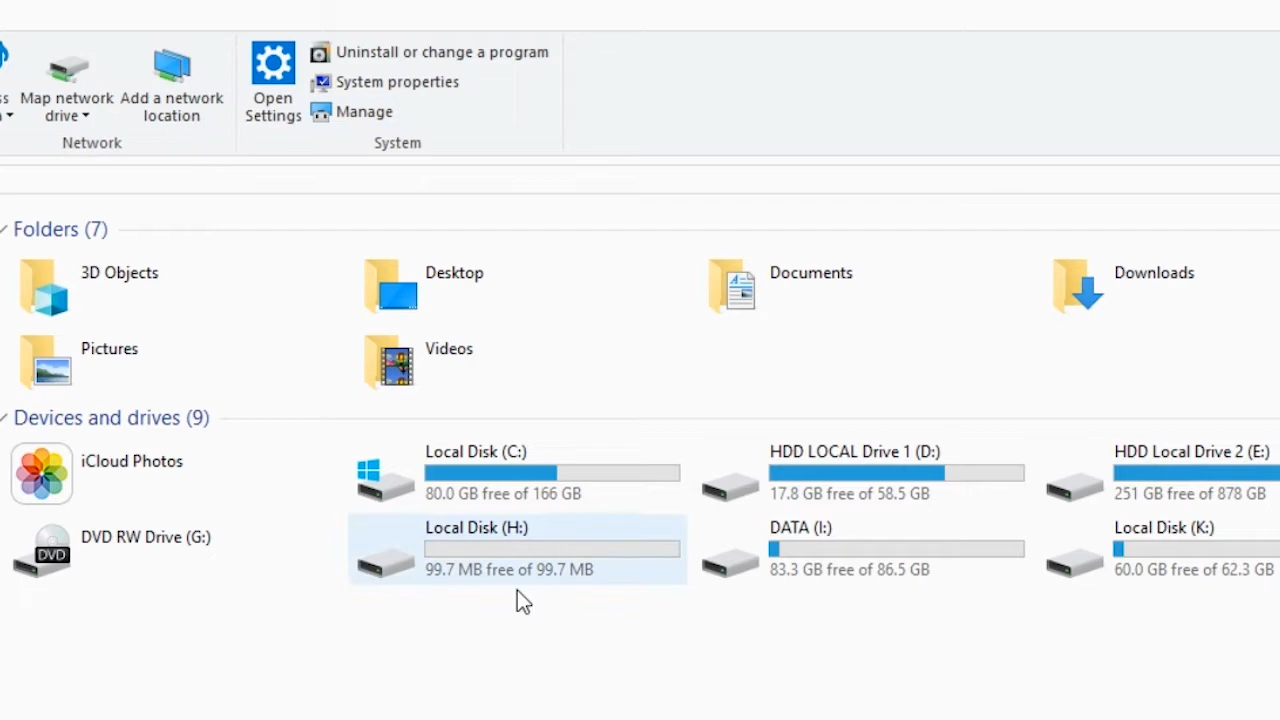 ss
Map network
drive
Add a network
location
Open
Settings
Uninstall or change a program
System properties
Manage
Network
System
Folders (7)
3D Objects
Desktop
Documents
Downloads
Pictures
Videos
Devices and drives (9)
iCloud Photos
Local Disk (C:)
80.0 GB free of 166 GB
HDD LOCAL Drive 1 (D:)
17.8 GB free of 58.5 GB
HDD Local Drive 2 (E:)
251 GB free of 878 GB
DVD RW Drive (G:)
DVD
Local Disk (H:)
99.7 MB free of 99.7 MB
DATA (I:)
83.3 GB free of 86.5 GB
Local Disk (K:)
60.0 GB free of 62.3 GB